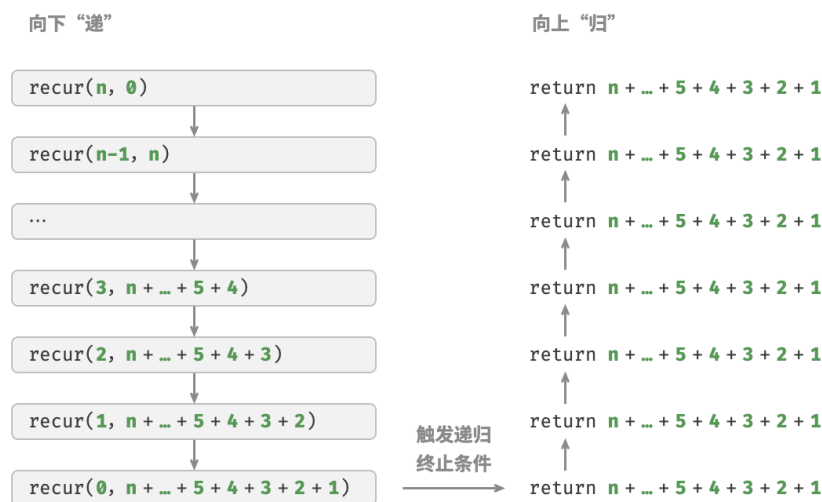 向下“递” 向上“归”
recur(n, 0) return n + … + 5 + 4 + 3 + 2 + 1
recur(n-1, n) return n + … + 5 + 4 + 3 + 2 + 1
… return n + … + 5 + 4 + 3 + 2 + 1
recur(3, n + … + 5 + 4) return n + … + 5 + 4 + 3 + 2 + 1
recur(2, n + … + 5 + 4 + 3) return n + … + 5 + 4 + 3 + 2 + 1
recur(1, n + … + 5 + 4 + 3 + 2) return n + … + 5 + 4 + 3 + 2 + 1
触发递归
终止条件
recur(0, n + … + 5 + 4 + 3 + 2 + 1) return n + … + 5 + 4 + 3 + 2 + 1